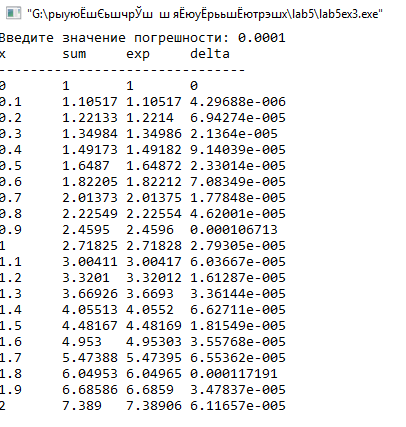 "G:\рыуюЁшЄьшчрЎш  ш яЁюуЁрьшЁютрэшх\lab5\lab5ex3.exe"
Введите значение погрешности: 0.0001
x sum exp delta
-------------------------------
0 1 1 0
0.1 1.10517 1.10517 4.29688e-006
0.2 1.22133 1.2214 6.94274e-005
0.3 1.34984 1.34986 2.1364e-005
0.4 1.49173 1.49182 9.14039e-005
0.5 1.6487 1.64872 2.33014e-005
0.6 1.82205 1.82212 7.08349e-005
0.7 2.01373 2.01375 1.77848e-005
0.8 2.22549 2.22554 4.62001e-005
0.9 2.4595 2.4596 0.000106713
1 2.71825 2.71828 2.79305e-005
1.1 3.00411 3.00417 6.03667e-005
1.2 3.3201 3.32012 1.61287e-005
1.3 3.66926 3.6693 3.36144e-005
1.4 4.05513 4.0552 6.62711e-005
1.5 4.48167 4.48169 1.81549e-005
1.6 4.953 4.95303 3.55768e-005
1.7 5.47388 5.47395 6.55362e-005
1.8 6.04953 6.04965 0.000117191
1.9 6.68586 6.6859 3.47837e-005
2 7.389 7.38906 6.11657e-005